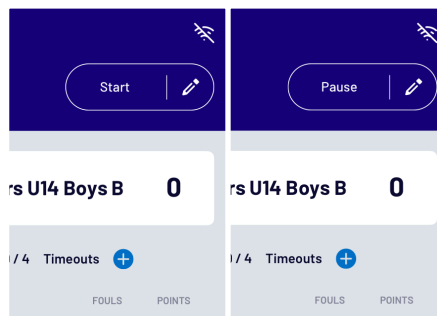 Start
rs U14 Boys B 0
/ 4 Timeouts
FOULS POINTS
Pause
rs U14 Boys B 0
/ 4 Timeouts
FOULS POINTS